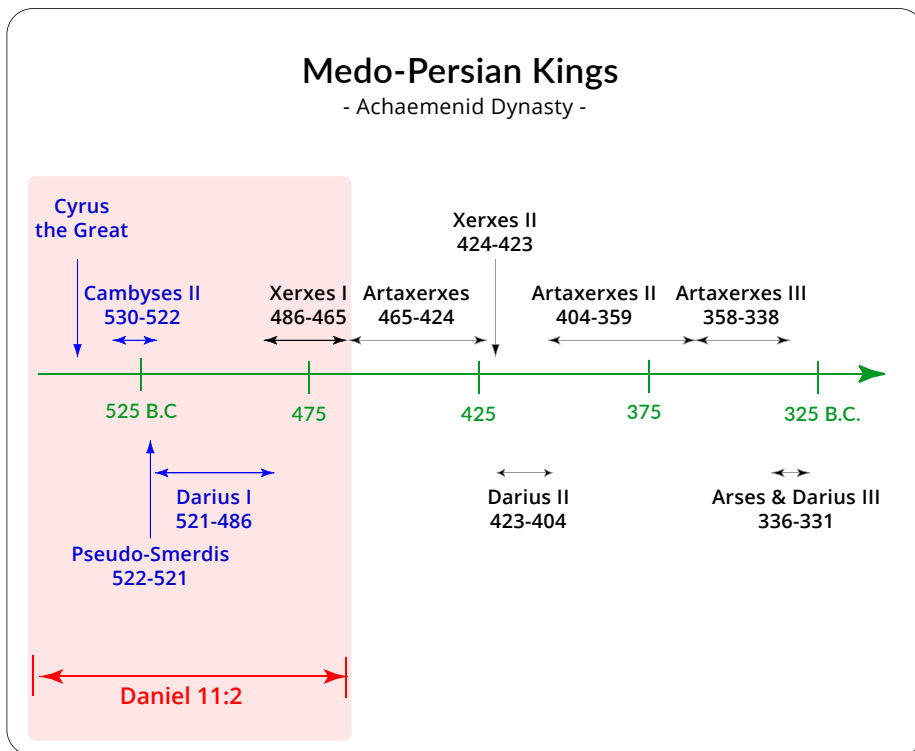 Medo-Persian Kings
- Achaemenid Dynasty -
Cyrus
the Great
Xerxes II
424-423
Cambyses II
530-522
Xerxes I
486-465
Artaxerxes
465-424
Artaxerxes II
404-359
Artaxerxes III
358-338
525 B.C
475
425
375
325 B.C.
Darius I
521-486
Darius II
423-404
Arses & Darius III
336-331
Pseudo-Smerdis
522-521
Daniel 11:2